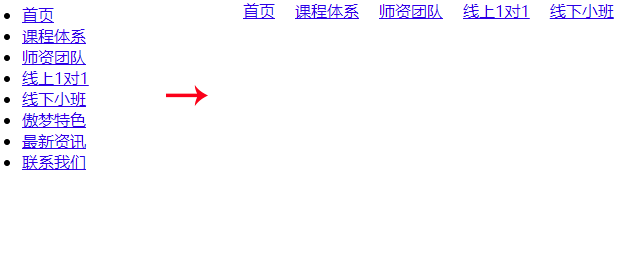 首页
课程体系
师资团队
线上1对1
线下小班
傲梦特色
最新资讯
联系我们
首页 课程体系 师资团队 线上1对1 线下小班